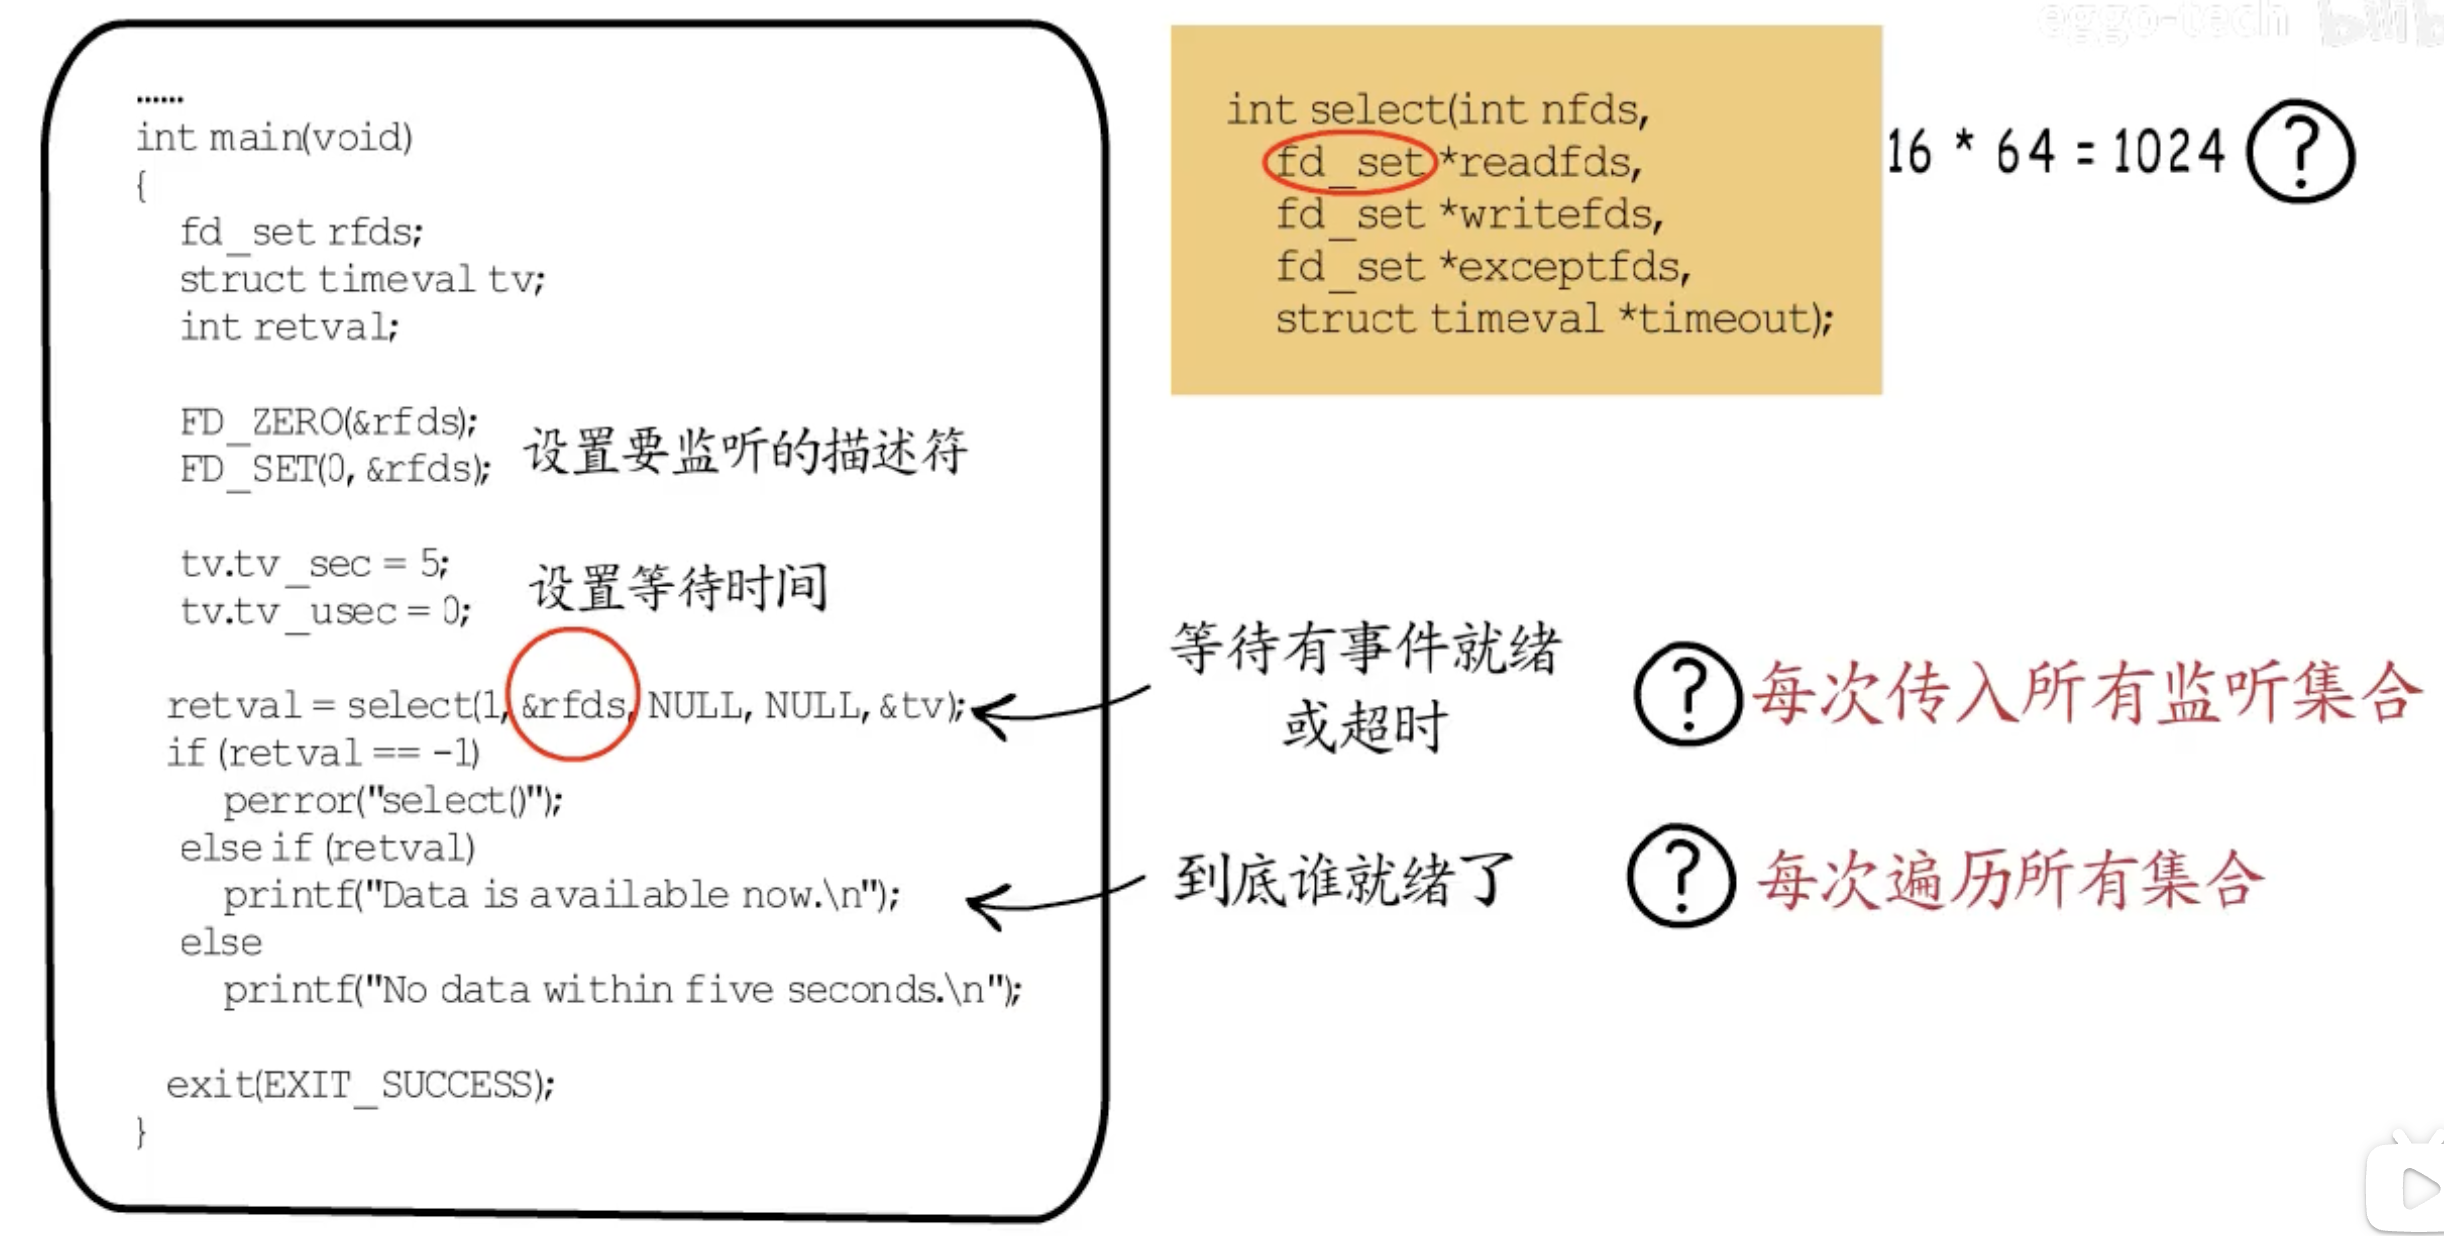 ......
int main(void)
{
fd_set rfds;
struct timeval tv;
int retval;
FD_ZERO(&rfds);
FD_SET(0, &rfds);
设置要监听的描述符
tv.tv_sec = 5;
tv.tv_usec = 0;
设置等待时间
retval = select(1, &rfds, NULL, NULL, &tv);
if (retval == -1)
perror("select()");
else if (retval)
printf("Data is available now.\n");
else
printf("No data within five seconds.\n");
exit(EXIT_SUCCESS);
}
eggo-tech bilib
int select(int nfds,
fd_set *readfds,
fd_set *writefds,
fd_set *exceptfds,
struct timeval *timeout);
16 * 64 = 1024 ?
等待有事件就绪
或超时
? 每次传入所有监听集合
到底谁就绪了
? 每次遍历所有集合